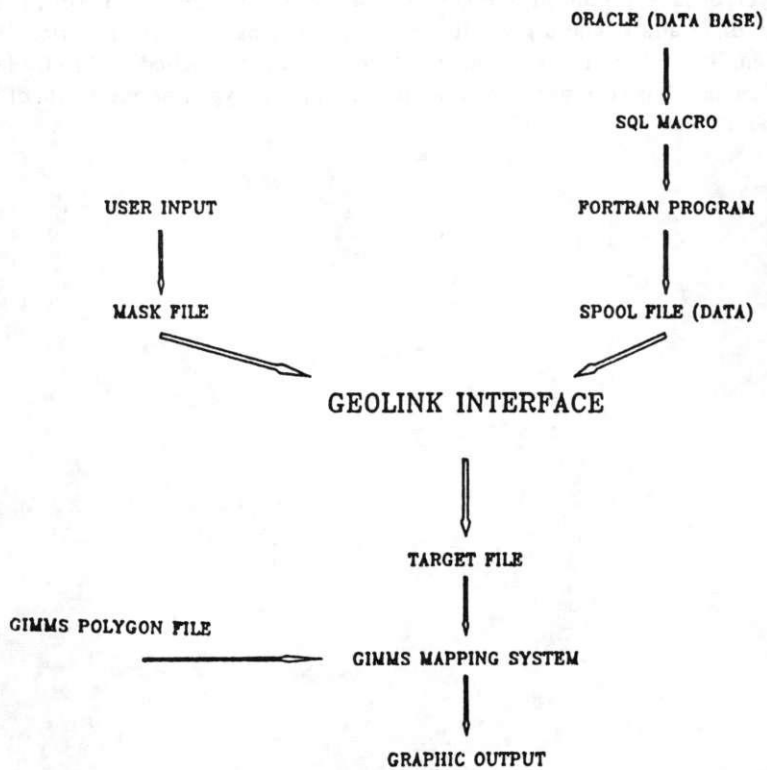 ORACLE (DATA BASE)
SQL MACRO
USER INPUT
FORTRAN PROGRAM
MASK FILE
SPOOL FILE (DATA)
GEOLINK INTERFACE
TARGET FILE
GIMMS POLYGON FILE
GIMMS MAPPING SYSTEM
GRAPHIC OUTPUT